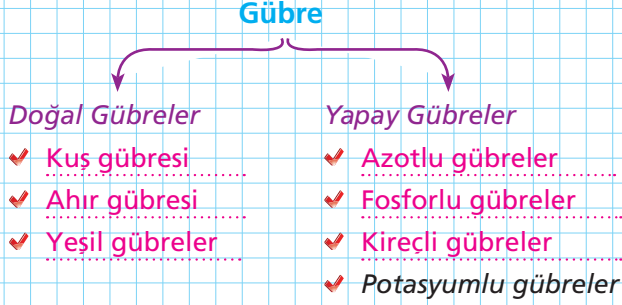 Gübre
Doğal Gübreler
Kuş gübresi
Ahır gübresi
Yeşil gübreler
Yapay Gübreler
Azotlu gübreler
Fosforlu gübreler
Kireçli gübreler
Potasyumlu gübreler